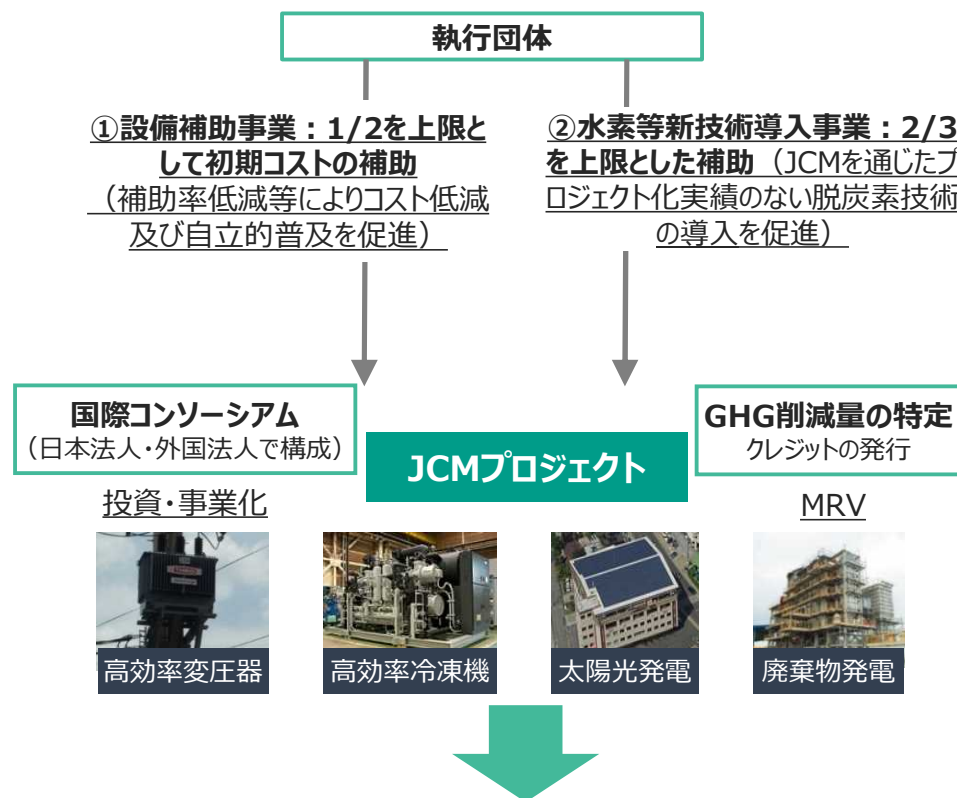 執行団体
①設備補助事業：1/2を上限と
して初期コストの補助
（補助率低減等によりコスト低減
及び自立的普及を促進）
②水素等新技術導入事業：2/3
を上限とした補助（JCMを通じたプ
ロジェクト化実績のない脱炭素技術
の導入を促進）
国際コンソーシアム
（日本法人・外国法人で構成）
投資・事業化
JCMプロジェクト
GHG削減量の特定
クレジットの発行
MRV
高効率変圧器
高効率冷凍機
太陽光発電
廃棄物発電